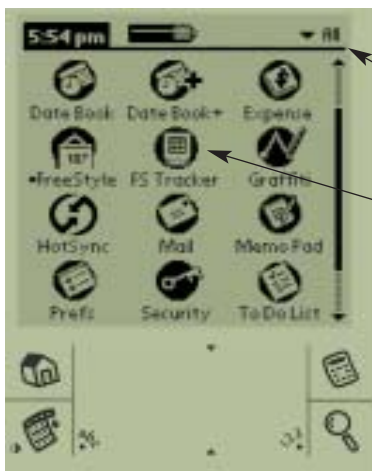 5:54 pm All
Date Book Date Book+ Expense
•FreeStyle FS Tracker Graffiti
HotSync Mail Memo Pad
Prefs Security To Do List